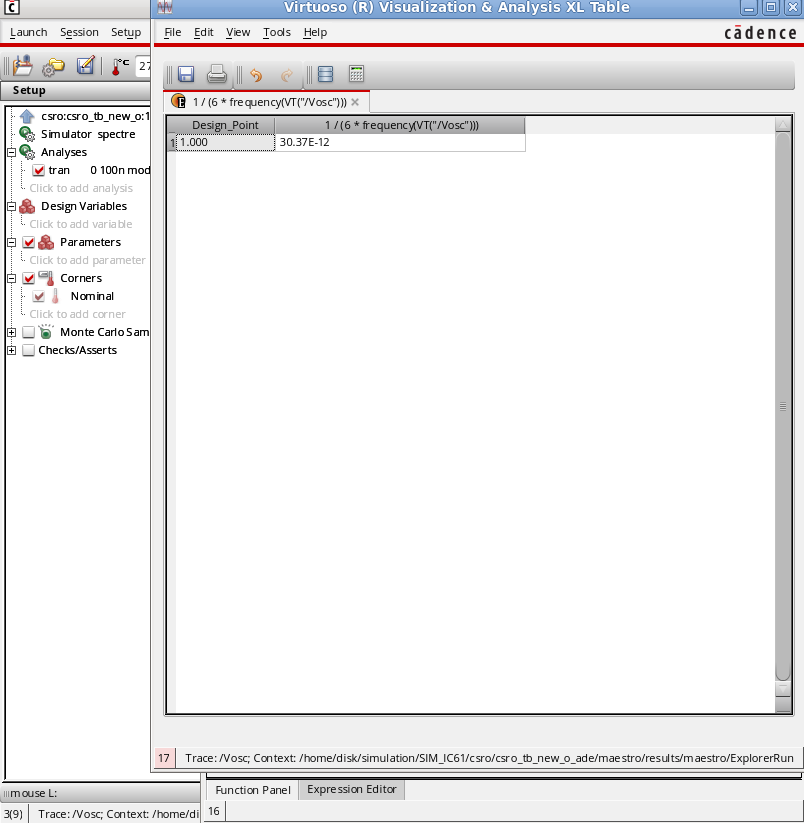 C
Virtuoso (R) Visualization & Analysis XL Table
Launch Session Setup
File Edit View Tools Help
cādence
°C 27
Setup
1 / (6 * frequency(VT("/Vosc")))
csro:csro_tb_new_o:1
Simulator spectre
Analyses
tran 0 100n mod
Click to add analysis
Design Variables
Click to add variable
Parameters
Click to add parameter
Corners
Nominal
Click to add corner
Monte Carlo Sam
Checks/Asserts
Design_Point 1 / (6 * frequency(VT("/Vosc")))
1 1.000 30.37E-12
17 Trace: /Vosc; Context: /home/disk/simulation/SIM_IC61/csro/csro_tb_new_o_ade/maestro/results/maestro/ExplorerRun
mouse L:
Function Panel Expression Editor
3(9) Trace: /Vosc; Context: /home/di
16